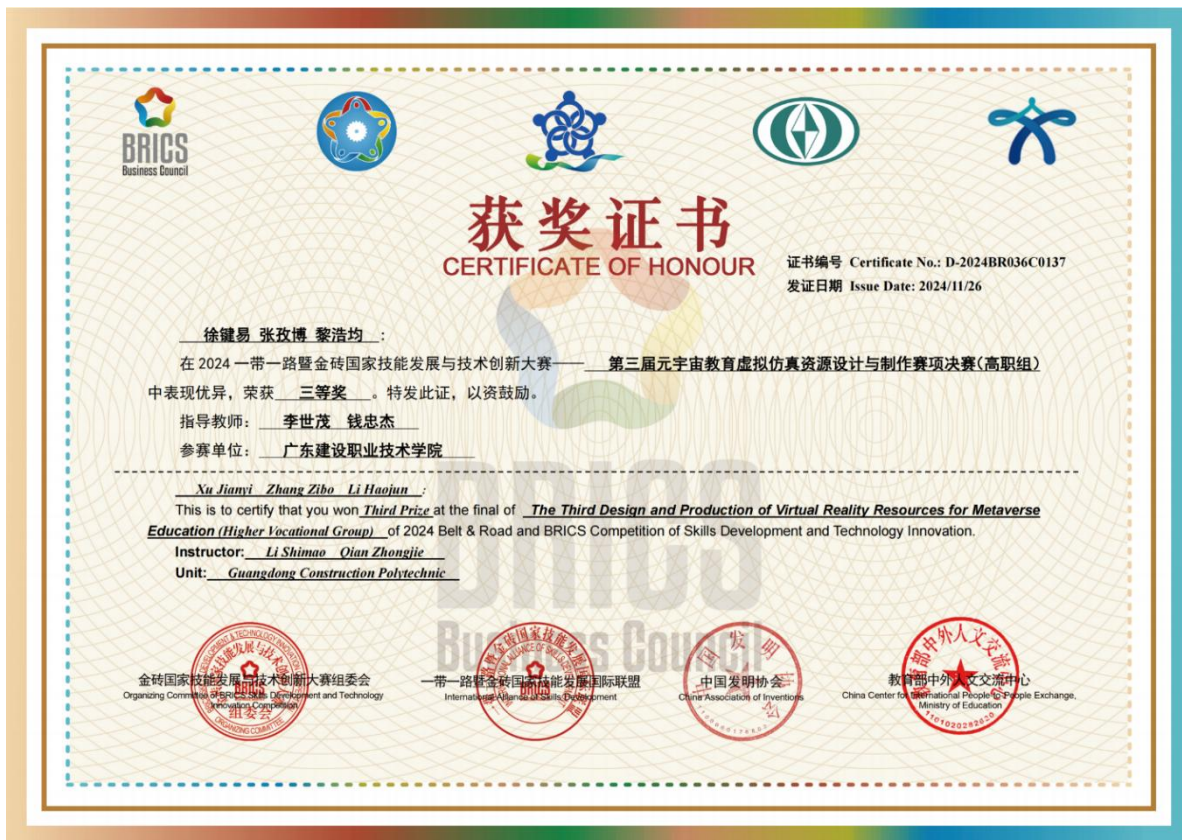 BRICS
Business Council
获奖证书
CERTIFICATE OF HONOUR
证书编号 Certificate No.: D-2024BR036C0137
发证日期 Issue Date: 2024/11/26
徐键易 张孜博 黎浩均 :
在 2024 一带一路暨金砖国家技能发展与技术创新大赛—— 第三届元宇宙教育虚拟仿真资源设计与制作赛项决赛(高职组)
中表现优异，荣获 三等奖 。特发此证，以资鼓励。
指导教师： 李世茂 钱忠杰
参赛单位： 广东建设职业技术学院
Xu Jianyi Zhang Zibo Li Haojun :
This is to certify that you won Third Prize at the final of The Third Design and Production of Virtual Reality Resources for Metaverse
Education (Higher Vocational Group) of 2024 Belt & Road and BRICS Competition of Skills Development and Technology Innovation.
Instructor: Li Shimao Qian Zhongjie
Unit: Guangdong Construction Polytechnic
BRICS
Business Council
金砖国家技能发展与技术创新大赛组委会
Organizing Committee of BRICS Skills Development and Technology
Innovation Competition
一带一路暨金砖国家技能发展国际联盟
International Alliance of Skills Development
中国发明协会
China Association of Inventions
教育部中外人文交流中心
China Center for International People to People Exchange,
Ministry of Education